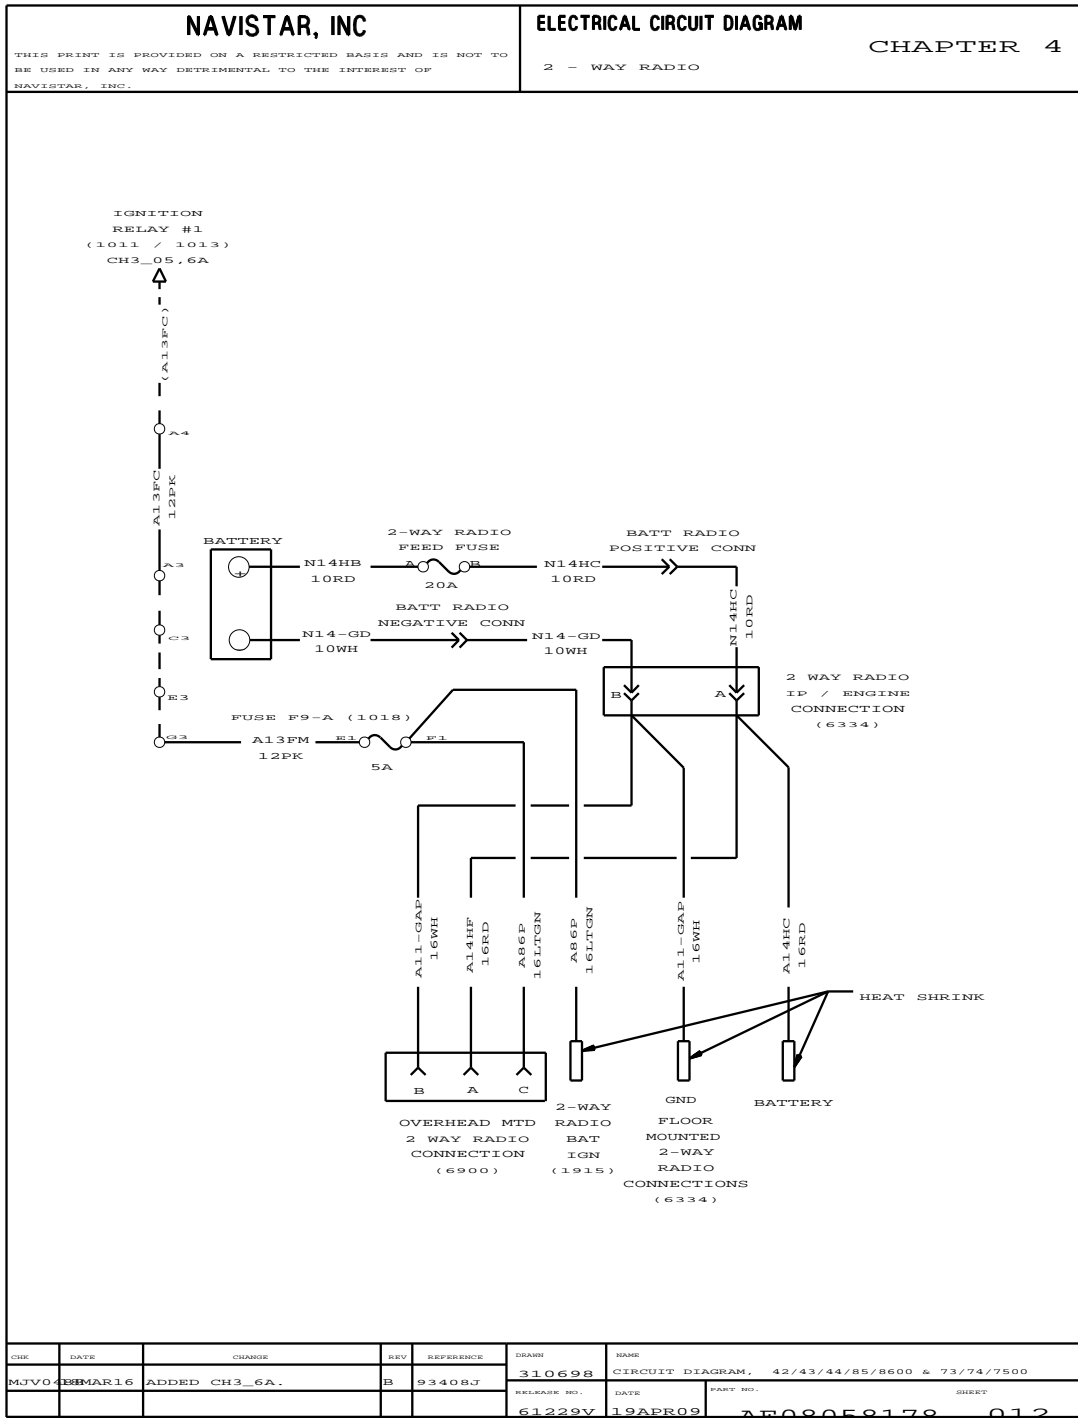 NAVISTAR, INC
THIS PRINT IS PROVIDED ON A RESTRICTED BASIS AND IS NOT TO
BE USED IN ANY WAY DETRIMENTAL TO THE INTEREST OF
NAVISTAR, INC.
ELECTRICAL CIRCUIT DIAGRAM
2 - WAY RADIO
CHAPTER 4
IGNITION
RELAY #1
(1011 / 1013)
CH3_05,6A
(A13FC)
A4
A13FC
12PK
A3
C3
E3
G3
BATTERY
+
N14HB
10RD
2-WAY RADIO
FEED FUSE
A
B
20A
N14HC
10RD
BATT RADIO
POSITIVE CONN
N14HC
10RD
N14-GD
10WH
BATT RADIO
NEGATIVE CONN
N14-GD
10WH
B
A
2 WAY RADIO
IP / ENGINE
CONNECTION
(6334)
FUSE F9-A (1018)
A13FM
12PK
E1
F1
5A
A11-GAP
16WH
A14HF
16RD
A86P
16LTGN
A86P
16LTGN
A11-GAP
16WH
A14HC
16RD
HEAT SHRINK
B
A
C
OVERHEAD MTD
2 WAY RADIO
CONNECTION
(6900)
2-WAY
RADIO
BAT
IGN
(1915)
GND
FLOOR
MOUNTED
2-WAY
RADIO
CONNECTIONS
(6334)
BATTERY
CHK DATE CHANGE REV REFERENCE
ADDED CH3_6A. B 93408J
DRAWN
310698
NAME
CIRCUIT DIAGRAM, 42/43/44/85/8600 & 73/74/7500
RELEASE NO.
61229V
DATE
19APR09
PART NO.
AE08058178
SHEET
012